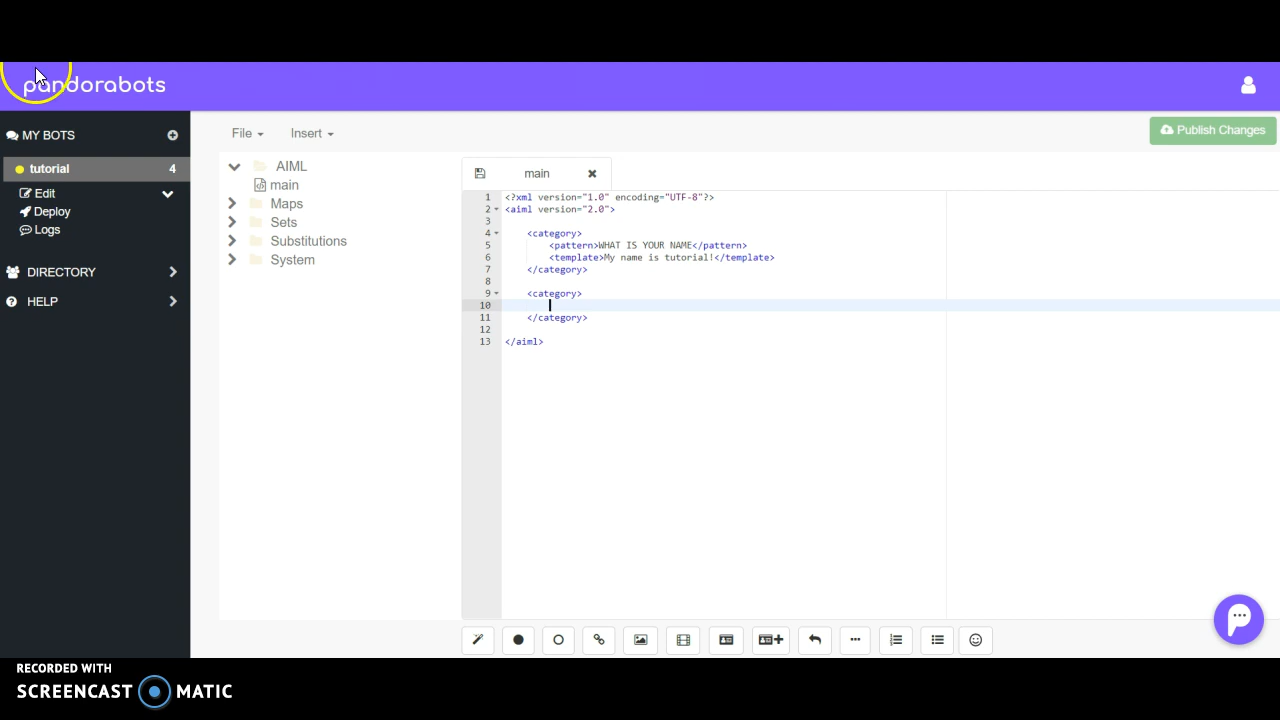 pandorabots
MY BOTS
tutorial 4
Edit
Deploy
Logs
DIRECTORY
HELP
File Insert
Publish Changes
AIML
main
Maps
Sets
Substitutions
System
main
1 <?xml version="1.0" encoding="UTF-8"?>
2 <aiml version="2.0">
3
4 <category>
5 <pattern>WHAT IS YOUR NAME</pattern>
6 <template>My name is tutorial!</template>
7 </category>
8
9 <category>
10
11 </category>
12
13 </aiml>
RECORDED WITH
SCREENCAST MATIC